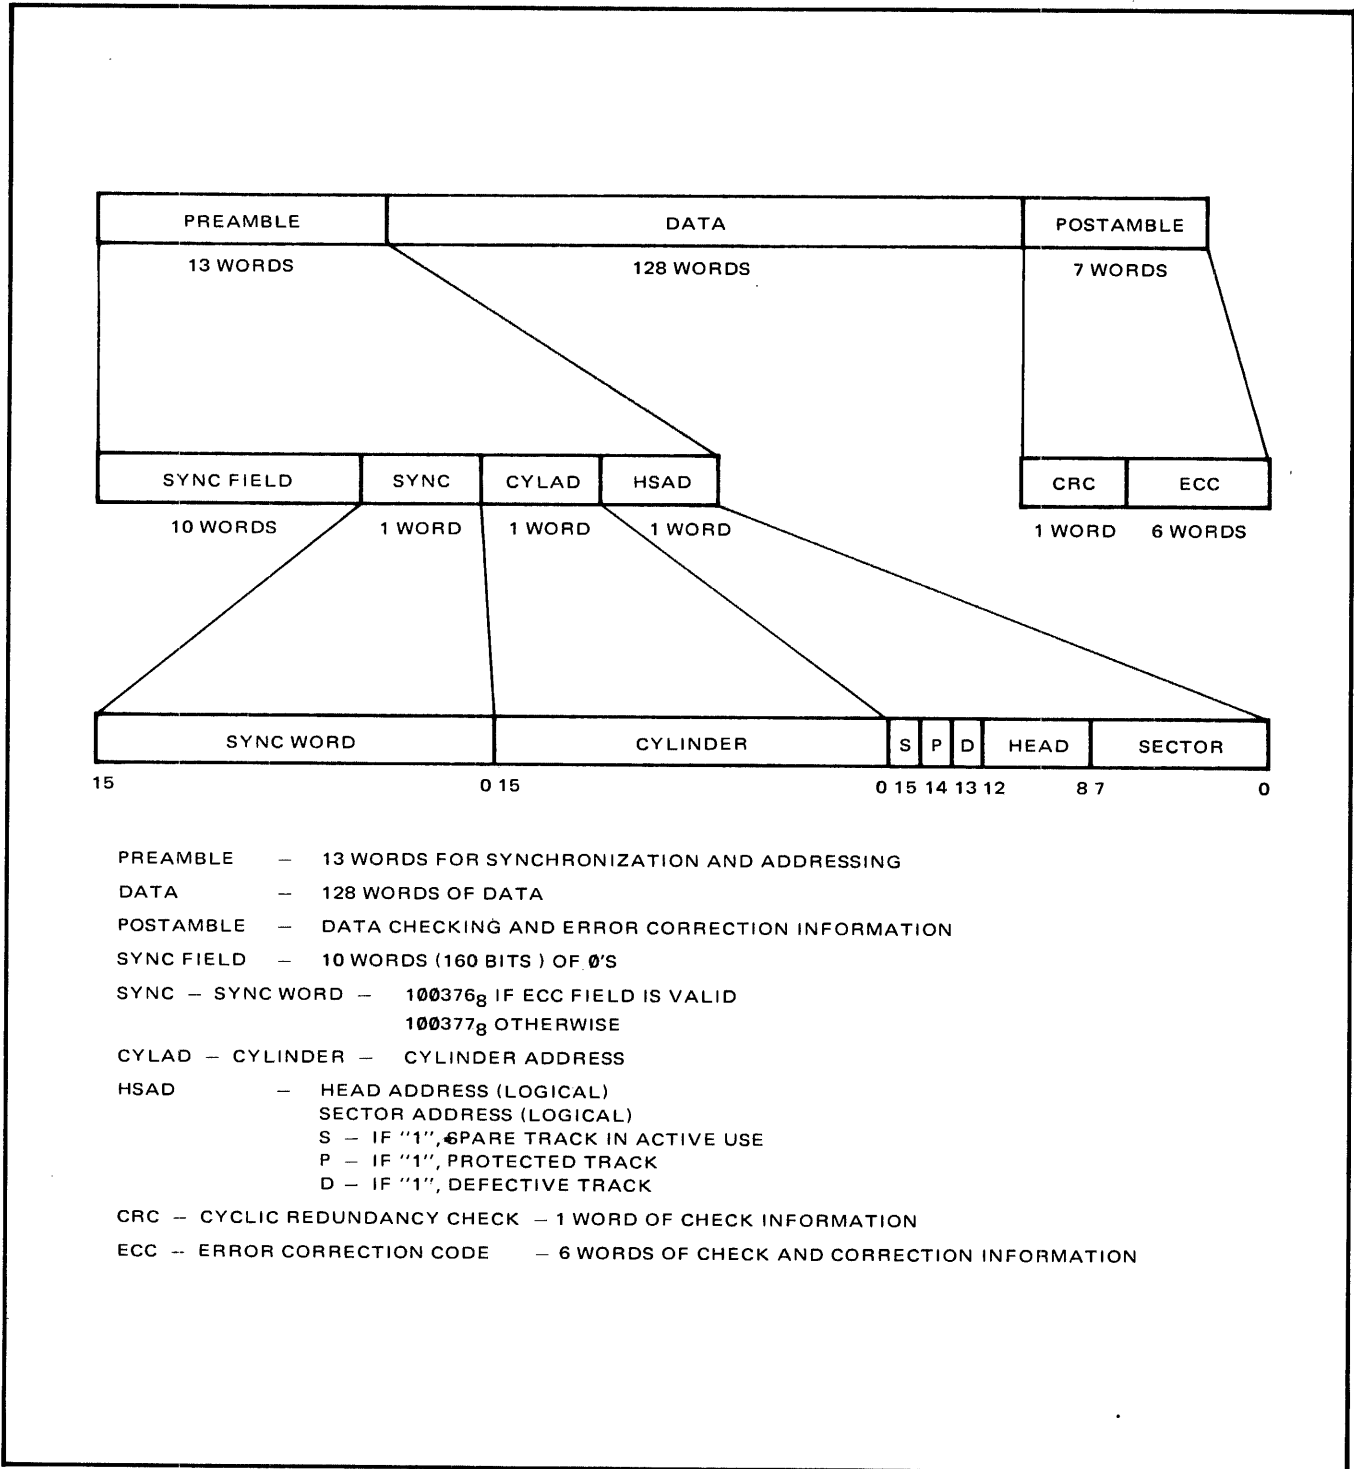 PREAMBLE DATA POSTAMBLE
13 WORDS 128 WORDS 7 WORDS
SYNC FIELD SYNC CYLAD HSAD CRC ECC
10 WORDS 1 WORD 1 WORD 1 WORD 1 WORD 6 WORDS
SYNC WORD CYLINDER S P D HEAD SECTOR
15 0 15 0 15 14 13 12 8 7 0
PREAMBLE – 13 WORDS FOR SYNCHRONIZATION AND ADDRESSING
DATA – 128 WORDS OF DATA
POSTAMBLE – DATA CHECKING AND ERROR CORRECTION INFORMATION
SYNC FIELD – 10 WORDS (160 BITS ) OF Ø'S
SYNC – SYNC WORD – 1ØØ376₈ IF ECC FIELD IS VALID
1ØØ377₈ OTHERWISE
CYLAD – CYLINDER – CYLINDER ADDRESS
HSAD – HEAD ADDRESS (LOGICAL)
SECTOR ADDRESS (LOGICAL)
S – IF "1", SPARE TRACK IN ACTIVE USE
P – IF "1", PROTECTED TRACK
D – IF "1", DEFECTIVE TRACK
CRC – CYCLIC REDUNDANCY CHECK – 1 WORD OF CHECK INFORMATION
ECC – ERROR CORRECTION CODE – 6 WORDS OF CHECK AND CORRECTION INFORMATION